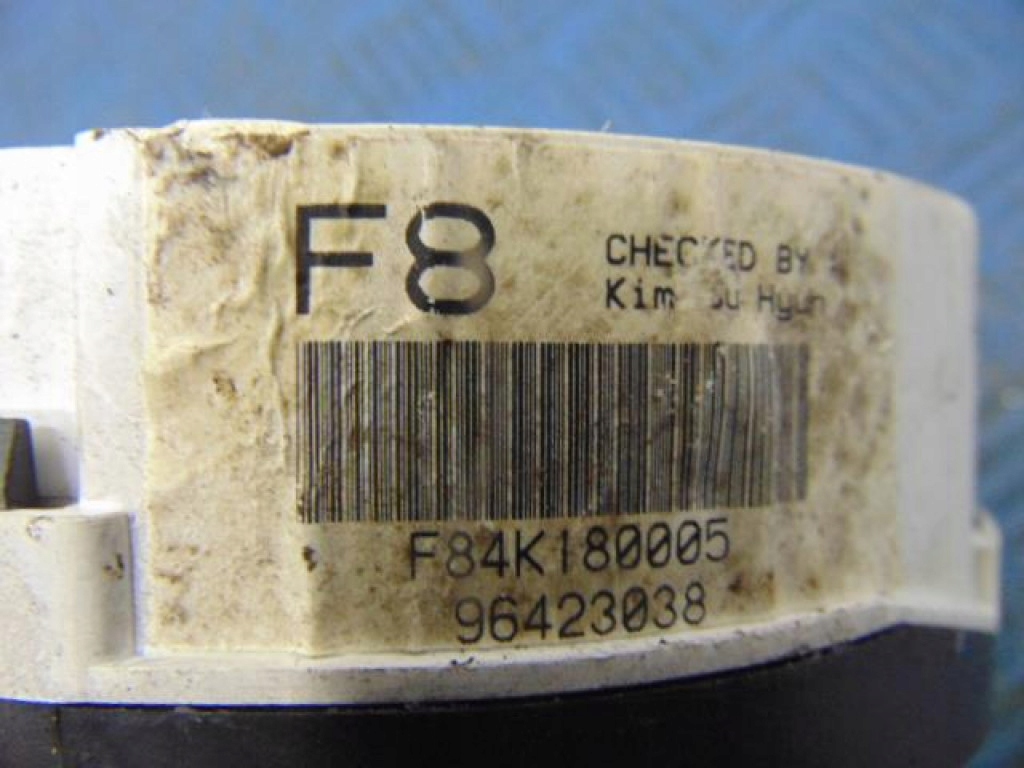 F8
CHECKED BY
Kim Hyun
F84K180005
96423038